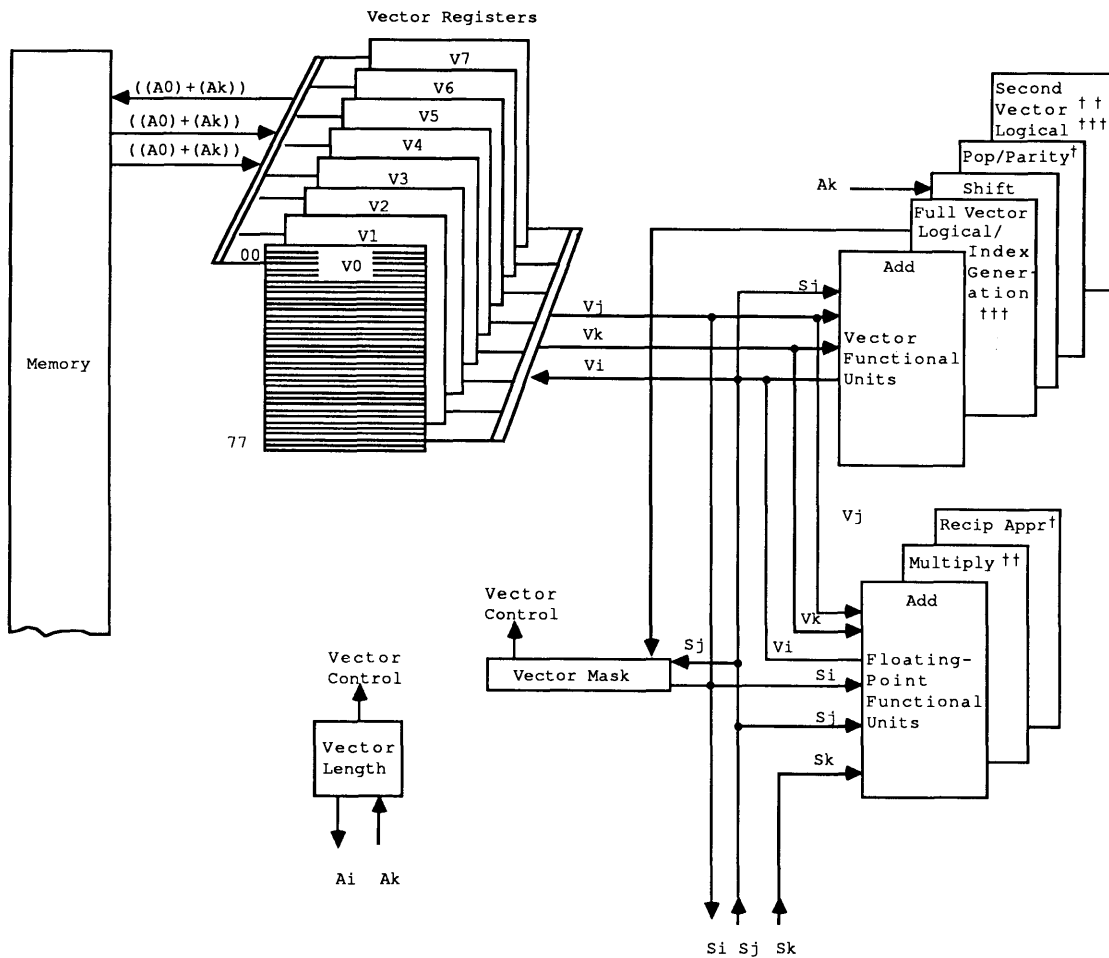 Vector Registers
V7
V6
V5
V4
V3
V2
V1
V0
00
77
((A0)+(Ak))
((A0)+(Ak))
((A0)+(Ak))
Memory
Second
Vector † †
Logical †††
Pop/Parity†
Ak
Shift
Full Vector
Logical/
Index
Gener-
ation
†††
Add
Sj
Vj
Vk
Vi
Vector
Functional
Units
Vj
Recip Appr†
Multiply ††
Add
Vk
Vi
Floating-
Point
Functional
Units
Si
Sj
Sk
Vector
Control
Sj
Vector Mask
Vector
Control
Vector
Length
Ai Ak
Si Sj Sk